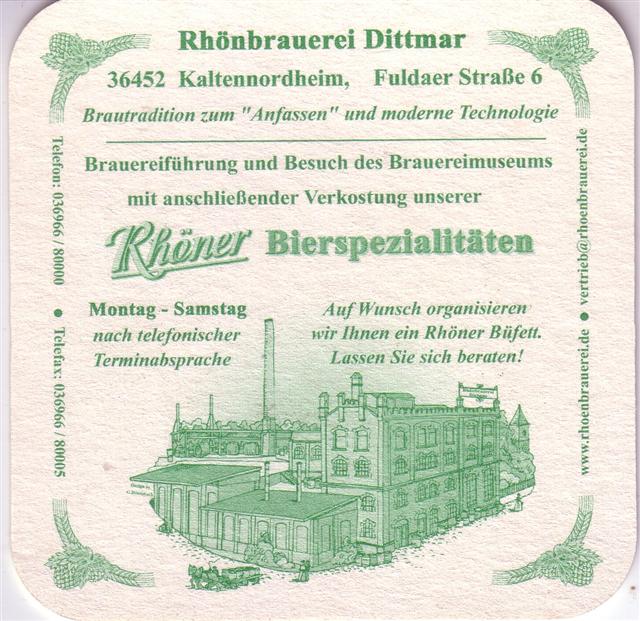 Rhönbrauerei Dittmar
36452 Kaltennordheim, Fuldaer Straße 6
Brautradition zum "Anfassen" und moderne Technologie
Brauereiführung und Besuch des Brauereimuseums
mit anschließender Verkostung unserer
Rhöner Bierspezialitäten
Montag - Samstag
nach telefonischer
Terminabsprache
Auf Wunsch organisieren
wir Ihnen ein Rhöner Büfett.
Lassen Sie sich beraten!
Telefon: 036966 / 80000 • Telefax: 036966 / 80005
www.rhoenbrauerei.de • vertrieb@rhoenbrauerei.de